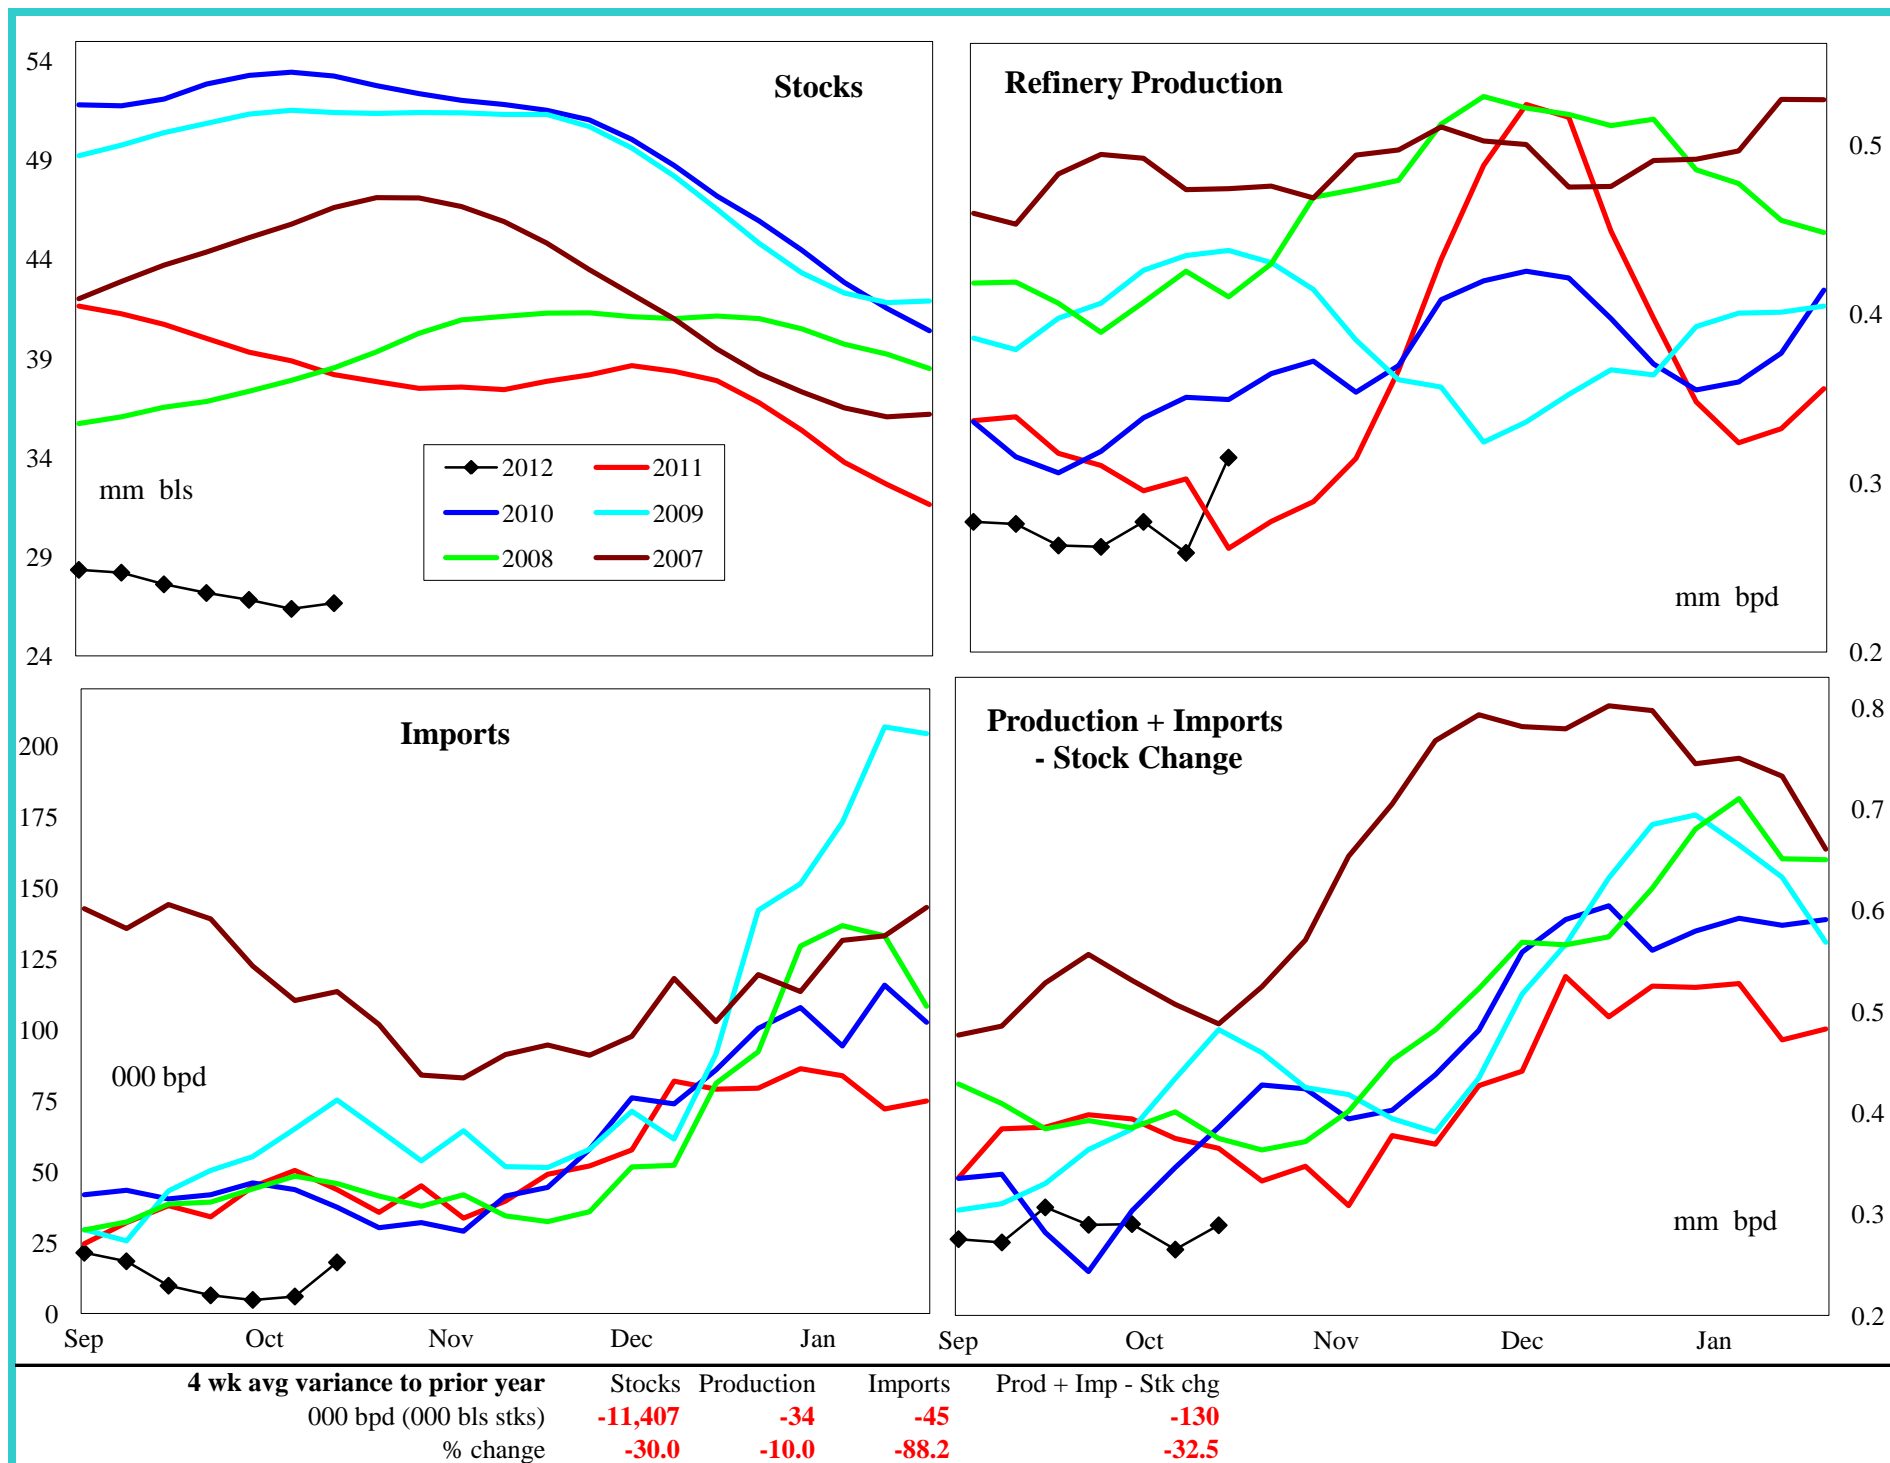 Stocks
54
49
44
39
34
29
24
mm bls
2012
2011
2010
2009
2008
2007
Refinery Production
0.5
0.4
0.3
0.2
mm bpd
Imports
200
175
150
125
100
75
50
25
0
000 bpd
Sep Oct Nov Dec Jan
Production + Imports
- Stock Change
0.8
0.7
0.6
0.5
0.4
0.3
0.2
mm bpd
Sep Oct Nov Dec Jan
4 wk avg variance to prior year Stocks Production Imports Prod + Imp - Stk chg
000 bpd (000 bls stks) -11,407 -34 -45 -130
% change -30.0 -10.0 -88.2 -32.5